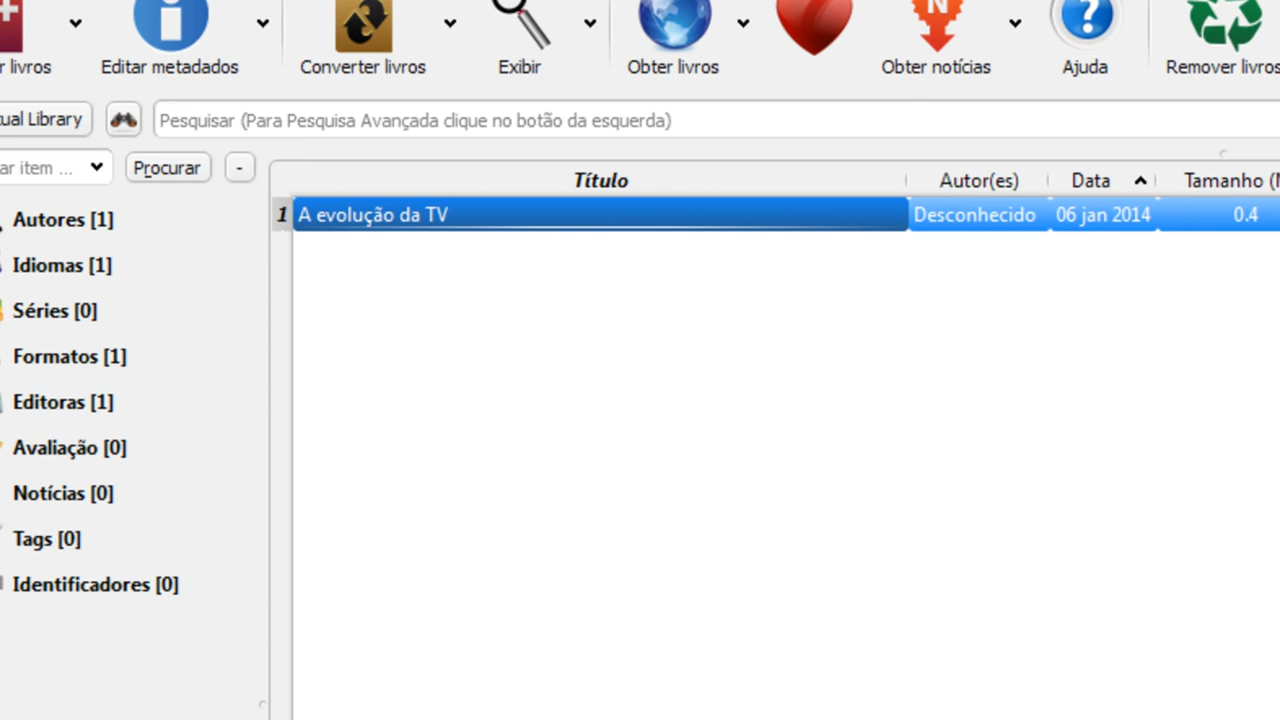 r livros
Editar metadados
Converter livros
Exibir
Obter livros
N
Obter notícias
?
Ajuda
Remover livros
ual Library
Pesquisar (Para Pesquisa Avançada clique no botão da esquerda)
ar item ...
Procurar
-
Título
Autor(es)
Data
Tamanho (M
1
A evolução da TV
Desconhecido
06 jan 2014
0.4
Autores [1]
Idiomas [1]
Séries [0]
Formatos [1]
Editoras [1]
Avaliação [0]
Notícias [0]
Tags [0]
Identificadores [0]